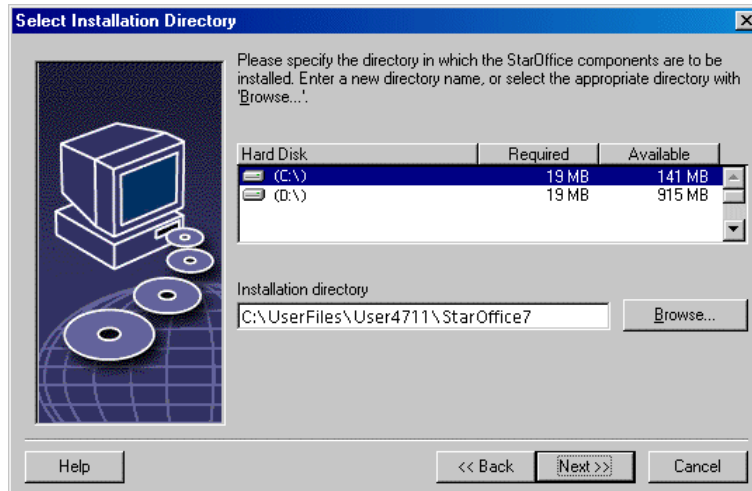 Select Installation Directory
Please specify the directory in which the StarOffice components are to be
installed. Enter a new directory name, or select the appropriate directory with
'Browse...'.
Hard Disk Required Available
(C:\) 19 MB 141 MB
(D:\) 19 MB 915 MB
Installation directory
C:\UserFiles\User4711\StarOffice7 Browse...
Help << Back Next >> Cancel